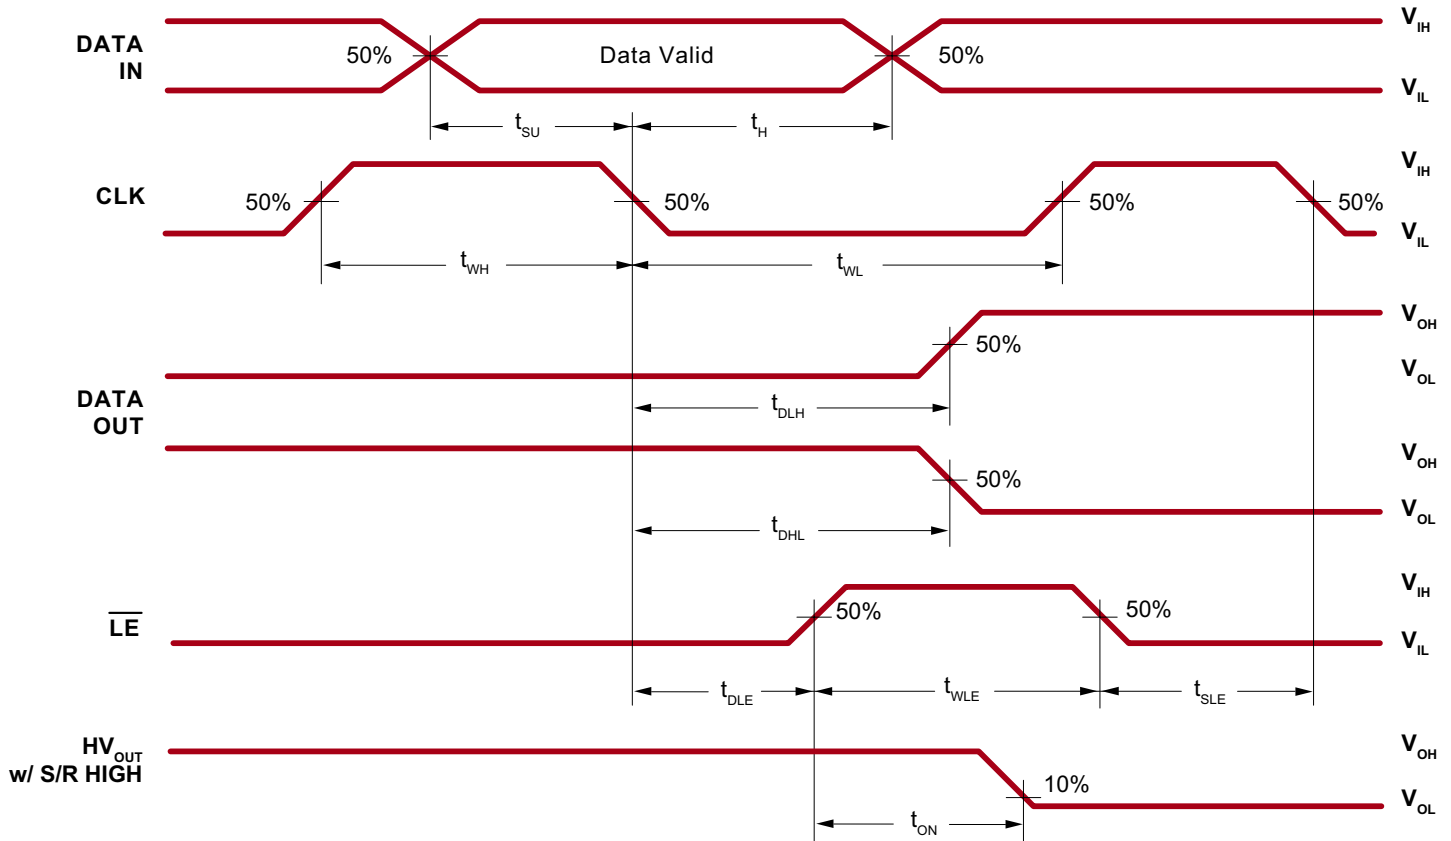 DATA
IN
50%
Data Valid
50%
V_IH
V_IL
t_SU
t_H
CLK
50%
50%
50%
50%
V_IH
V_IL
t_WH
t_WL
DATA
OUT
50%
V_OH
V_OL
t_DLH
50%
V_OH
V_OL
t_DHL
LE
50%
50%
V_IH
V_IL
t_DLE
t_WLE
t_SLE
HV_OUT
w/ S/R HIGH
10%
V_OH
V_OL
t_ON